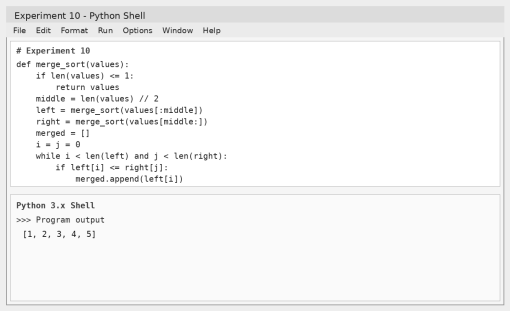 Experiment 10 - Python Shell
File Edit Format Run Options Window Help
# Experiment 10
def merge_sort(values):
    if len(values) <= 1:
        return values
    middle = len(values) // 2
    left = merge_sort(values[:middle])
    right = merge_sort(values[middle:])
    merged = []
    i = j = 0
    while i < len(left) and j < len(right):
        if left[i] <= right[j]:
            merged.append(left[i])
Python 3.x Shell
>>> Program output
[1, 2, 3, 4, 5]